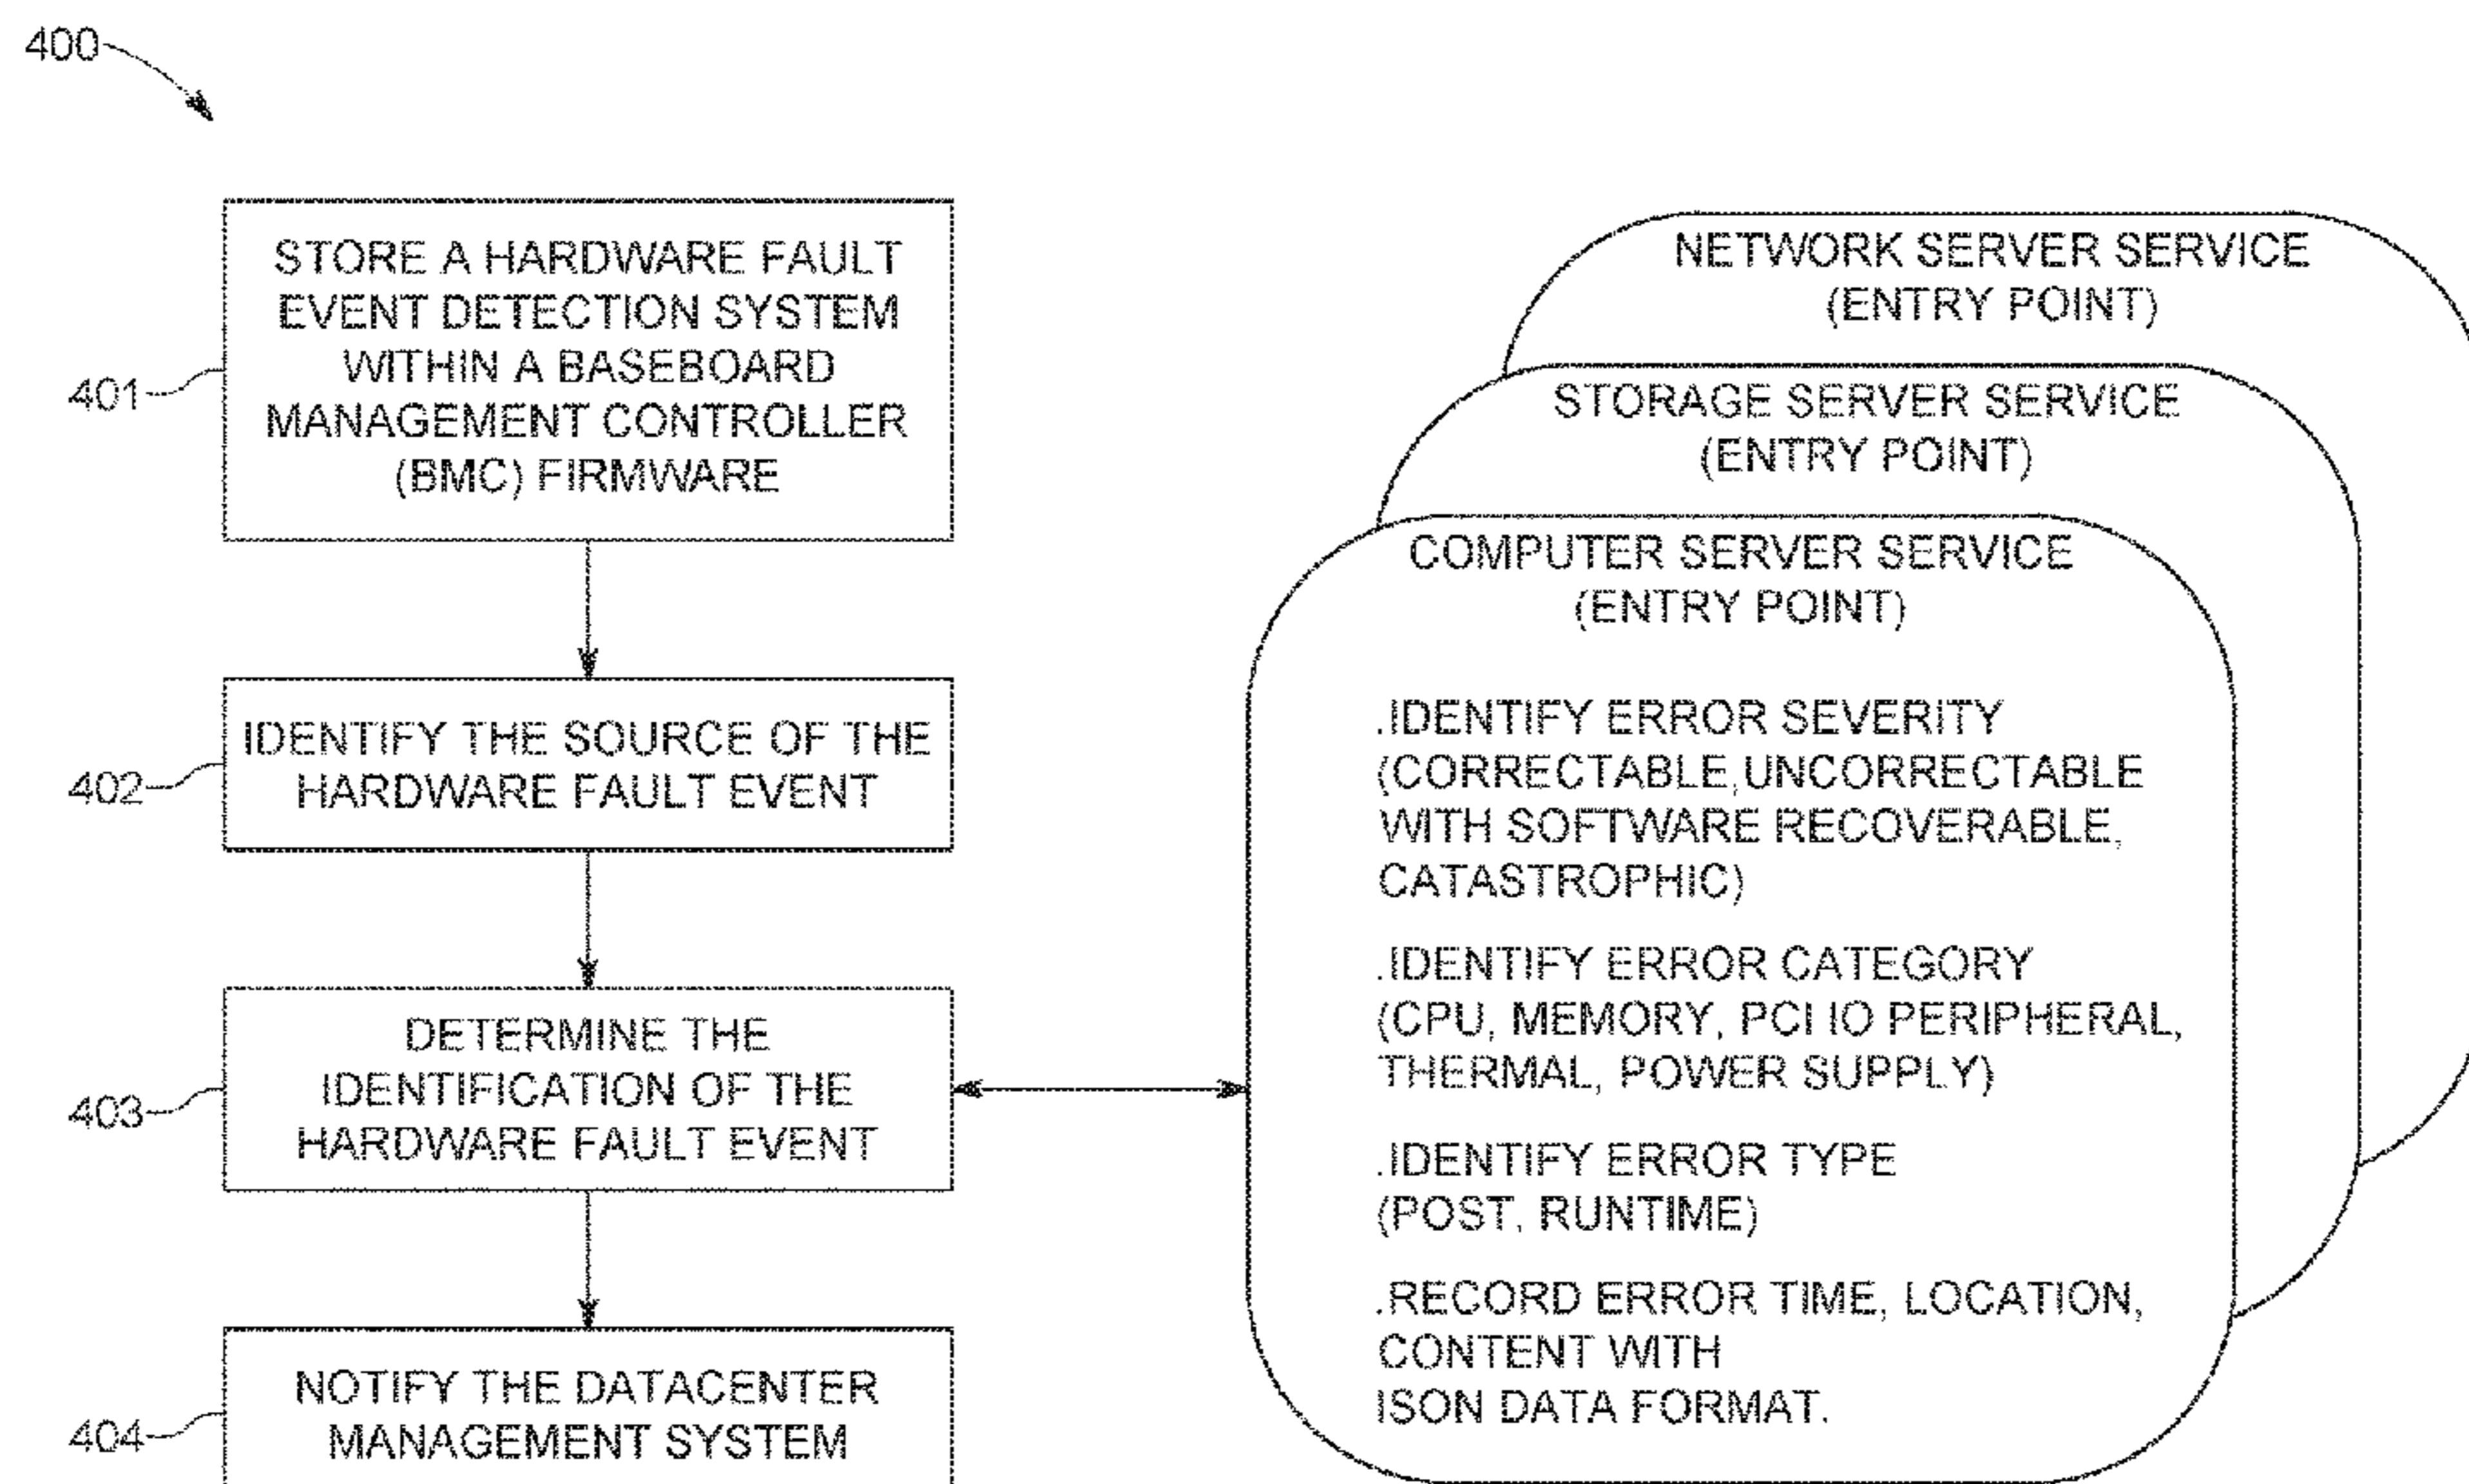 400
STORE A HARDWARE FAULT
EVENT DETECTION SYSTEM
WITHIN A BASEBOARD
MANAGEMENT CONTROLLER
(BMC) FIRMWARE
401
IDENTIFY THE SOURCE OF THE
HARDWARE FAULT EVENT
402
DETERMINE THE
IDENTIFICATION OF THE
HARDWARE FAULT EVENT
403
NOTIFY THE DATACENTER
MANAGEMENT SYSTEM
404
NETWORK SERVER SERVICE
(ENTRY POINT)
STORAGE SERVER SERVICE
(ENTRY POINT)
COMPUTER SERVER SERVICE
(ENTRY POINT)
.IDENTIFY ERROR SEVERITY
(CORRECTABLE,UNCORRECTABLE
WITH SOFTWARE RECOVERABLE,
CATASTROPHIC)
.IDENTIFY ERROR CATEGORY
(CPU, MEMORY, PCI IO PERIPHERAL,
THERMAL, POWER SUPPLY)
.IDENTIFY ERROR TYPE
(POST, RUNTIME)
.RECORD ERROR TIME, LOCATION,
CONTENT WITH
ISON DATA FORMAT.